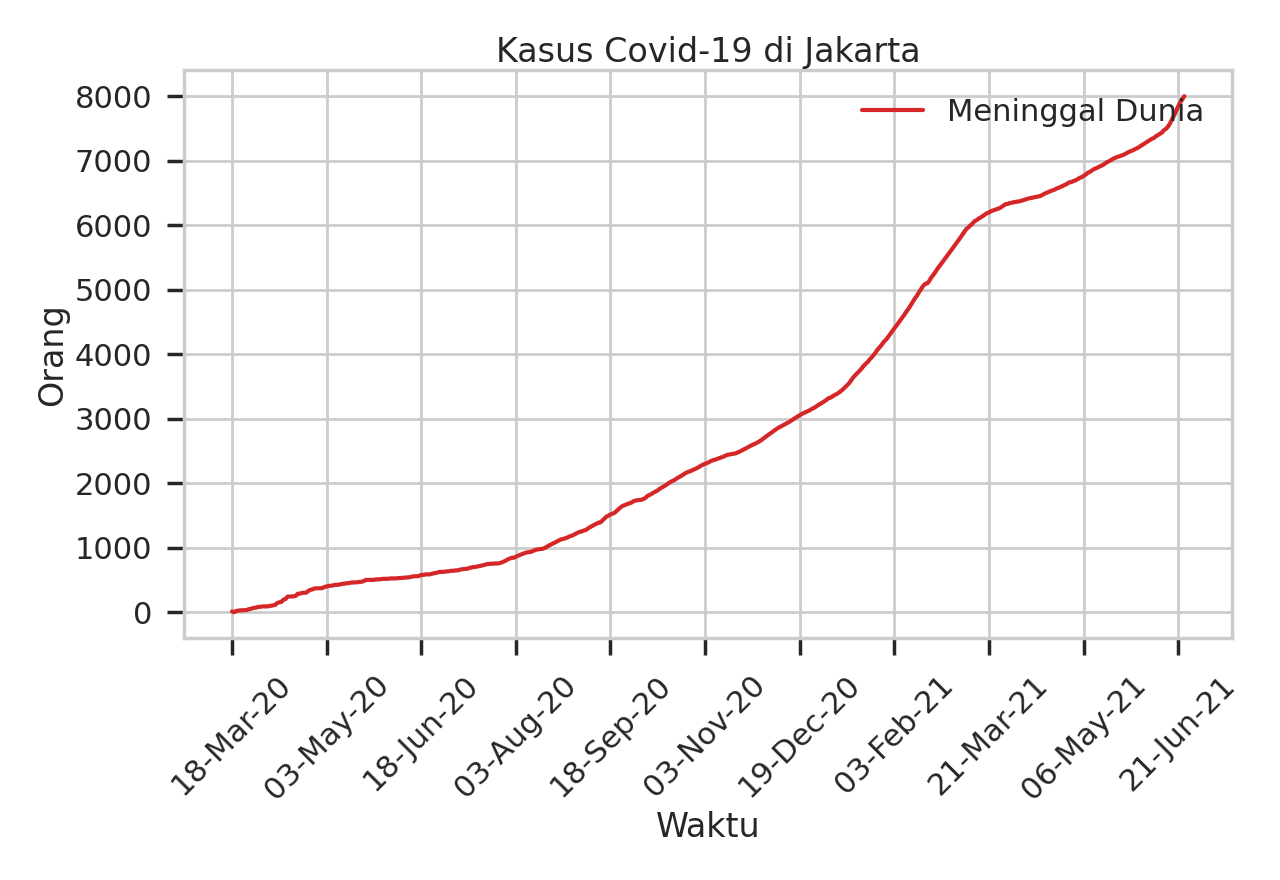 Kasus Covid-19 di Jakarta
Meninggal Dunia
Orang
8000
7000
6000
5000
4000
3000
2000
1000
0
18-Mar-20
03-May-20
18-Jun-20
03-Aug-20
18-Sep-20
03-Nov-20
19-Dec-20
03-Feb-21
21-Mar-21
06-May-21
21-Jun-21
Waktu